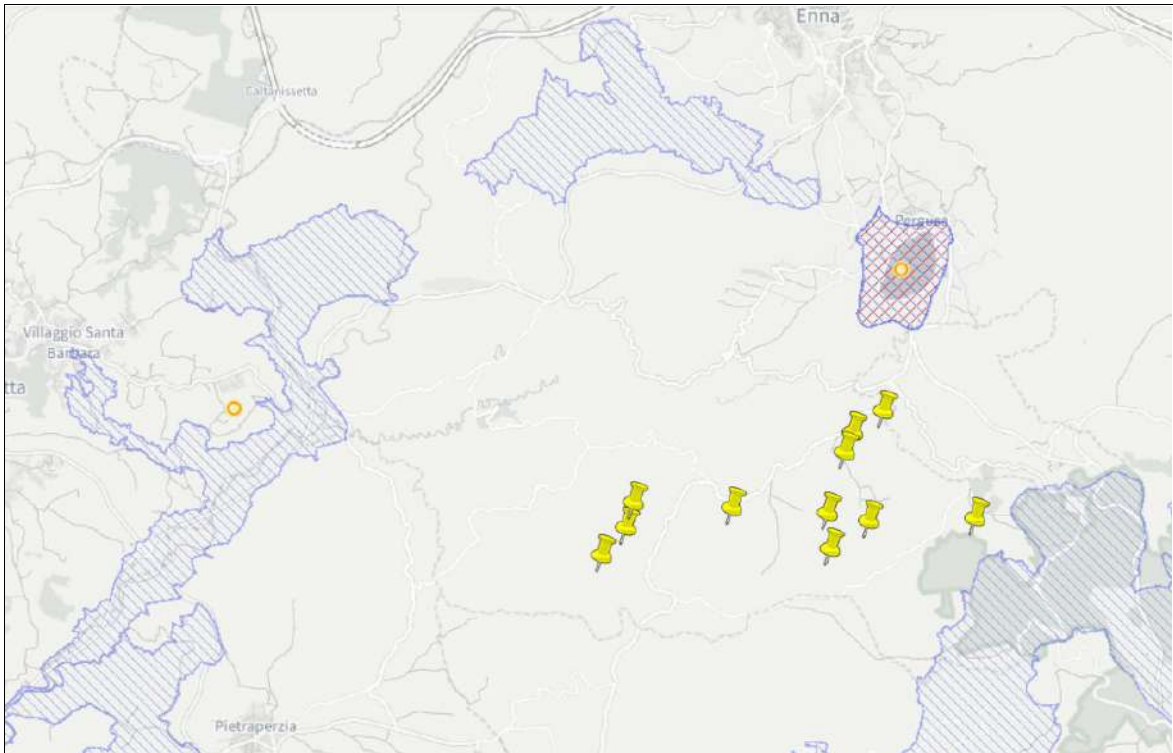 Enna
Caltanissetta
Pergusa
Villaggio Santa
Barbara
tta
Pietraperzia